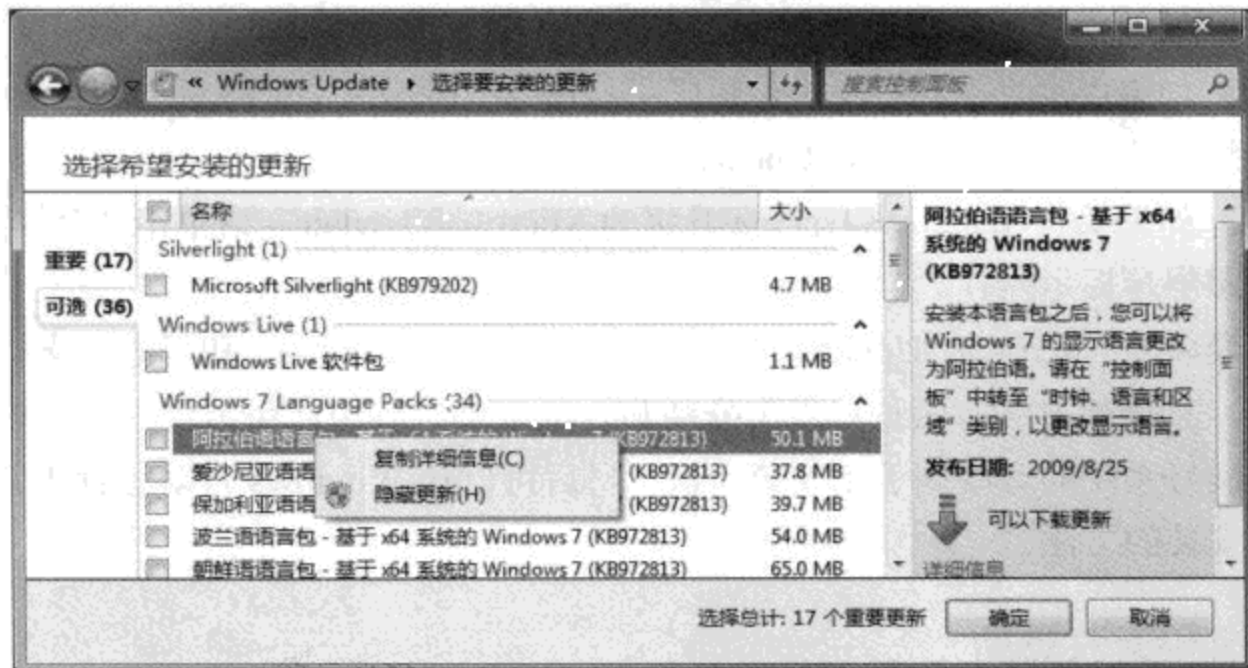 « Windows Update ▸ 选择要安装的更新
搜索控制面板
选择希望安装的更新
名称
大小
重要 (17)
可选 (36)
Silverlight (1)
Microsoft Silverlight (KB979202)
4.7 MB
Windows Live (1)
Windows Live 软件包
1.1 MB
Windows 7 Language Packs (34)
阿拉伯语语言包 - 基于 x64 系统的 Windows 7 (KB972813)
50.1 MB
爱沙尼亚语语
(KB972813)
37.8 MB
保加利亚语语
(KB972813)
39.7 MB
波兰语语言包 - 基于 x64 系统的 Windows 7 (KB972813)
54.0 MB
朝鲜语语言包 - 基于 x64 系统的 Windows 7 (KB972813)
65.0 MB
复制详细信息(C)
隐藏更新(H)
阿拉伯语语言包 - 基于 x64
系统的 Windows 7
(KB972813)
安装本语言包之后，您可以将
Windows 7 的显示语言更改
为阿拉伯语。请在“控制面
板”中转至“时钟、语言和区
域”类别，以更改显示语言。
发布日期: 2009/8/25
可以下载更新
详细信息
选择总计: 17 个重要更新
确定
取消